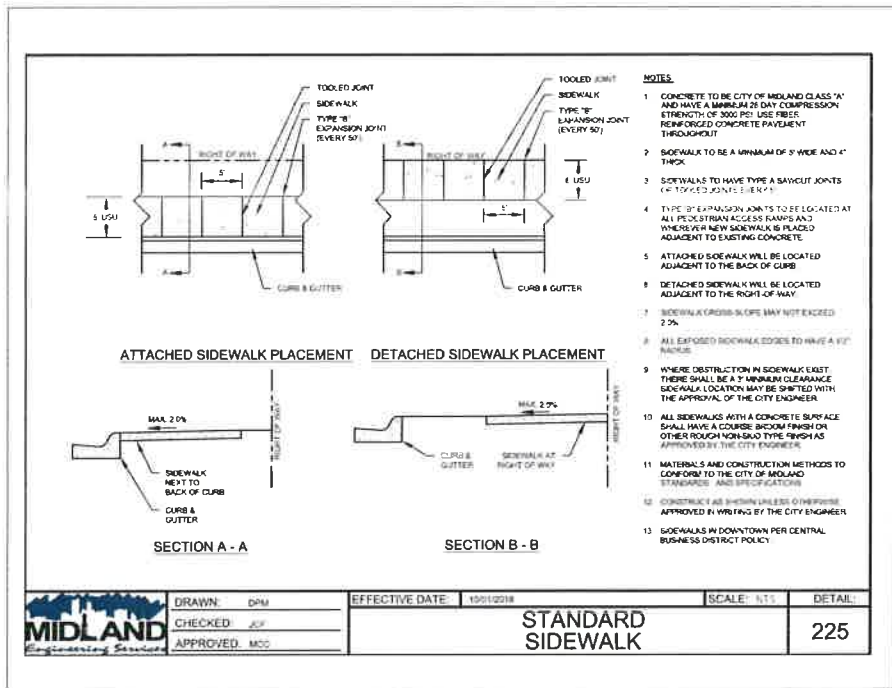 TOOLED JOINT
SIDEWALK
TYPE "B"
EXPANSION JOINT
(EVERY 50')
A
RIGHT OF WAY
5'
A
CURB & GUTTER
TOOLED JOINT
SIDEWALK
TYPE "B"
EXPANSION JOINT
(EVERY 50')
B
RIGHT OF WAY
5'
B
CURB & GUTTER
ATTACHED SIDEWALK PLACEMENT
DETACHED SIDEWALK PLACEMENT
MAX. 2.0%
RIGHT OF WAY
SIDEWALK
NEXT TO
BACK OF CURB
CURB &
GUTTER
SECTION A - A
MAX. 2.0%
RIGHT OF WAY
CURB &
GUTTER
SIDEWALK AT
RIGHT OF WAY
SECTION B - B
NOTES
1 CONCRETE TO BE CITY OF MIDLAND CLASS "A"
AND HAVE A MINIMUM 28 DAY COMPRESSION
STRENGTH OF 3000 PSI USE FIBER
REINFORCED CONCRETE PAVEMENT
THROUGHOUT
2 SIDEWALK TO BE A MINIMUM OF 5' WIDE AND 4"
THICK
3 SIDEWALKS TO HAVE TYPE A SAWCUT JOINTS
OR TOOLED JOINTS EVERY 5'
4 TYPE "B" EXPANSION JOINTS TO BE LOCATED AT
ALL PEDESTRIAN ACCESS RAMPS AND
WHEREVER NEW SIDEWALK IS PLACED
ADJACENT TO EXISTING CONCRETE
5 ATTACHED SIDEWALK WILL BE LOCATED
ADJACENT TO THE BACK OF CURB
6 DETACHED SIDEWALK WILL BE LOCATED
ADJACENT TO THE RIGHT-OF-WAY
7 SIDEWALK CROSS-SLOPE MAY NOT EXCEED
2.0%
8 ALL EXPOSED SIDEWALK EDGES TO HAVE A 1/2"
RADIUS
9 WHERE OBSTRUCTION IN SIDEWALK EXIST
THERE SHALL BE A 3' MINIMUM CLEARANCE
SIDEWALK LOCATION MAY BE SHIFTED WITH
THE APPROVAL OF THE CITY ENGINEER
10 ALL SIDEWALKS WITH A CONCRETE SURFACE
SHALL HAVE A COURSE BROOM FINISH OR
OTHER ROUGH NON-SKID TYPE FINISH AS
APPROVED BY THE CITY ENGINEER
11 MATERIALS AND CONSTRUCTION METHODS TO
CONFORM TO THE CITY OF MIDLAND
STANDARDS AND SPECIFICATIONS
12 CONSTRUCT AS SHOWN UNLESS OTHERWISE
APPROVED IN WRITING BY THE CITY ENGINEER
13 SIDEWALKS IN DOWNTOWN PER CENTRAL
BUSINESS DISTRICT POLICY
MIDLAND
Engineering Services
DRAWN: DPM
CHECKED: JCF
APPROVED: MCC
EFFECTIVE DATE: 10/01/2018
SCALE: NTS
DETAIL:
STANDARD
SIDEWALK
225